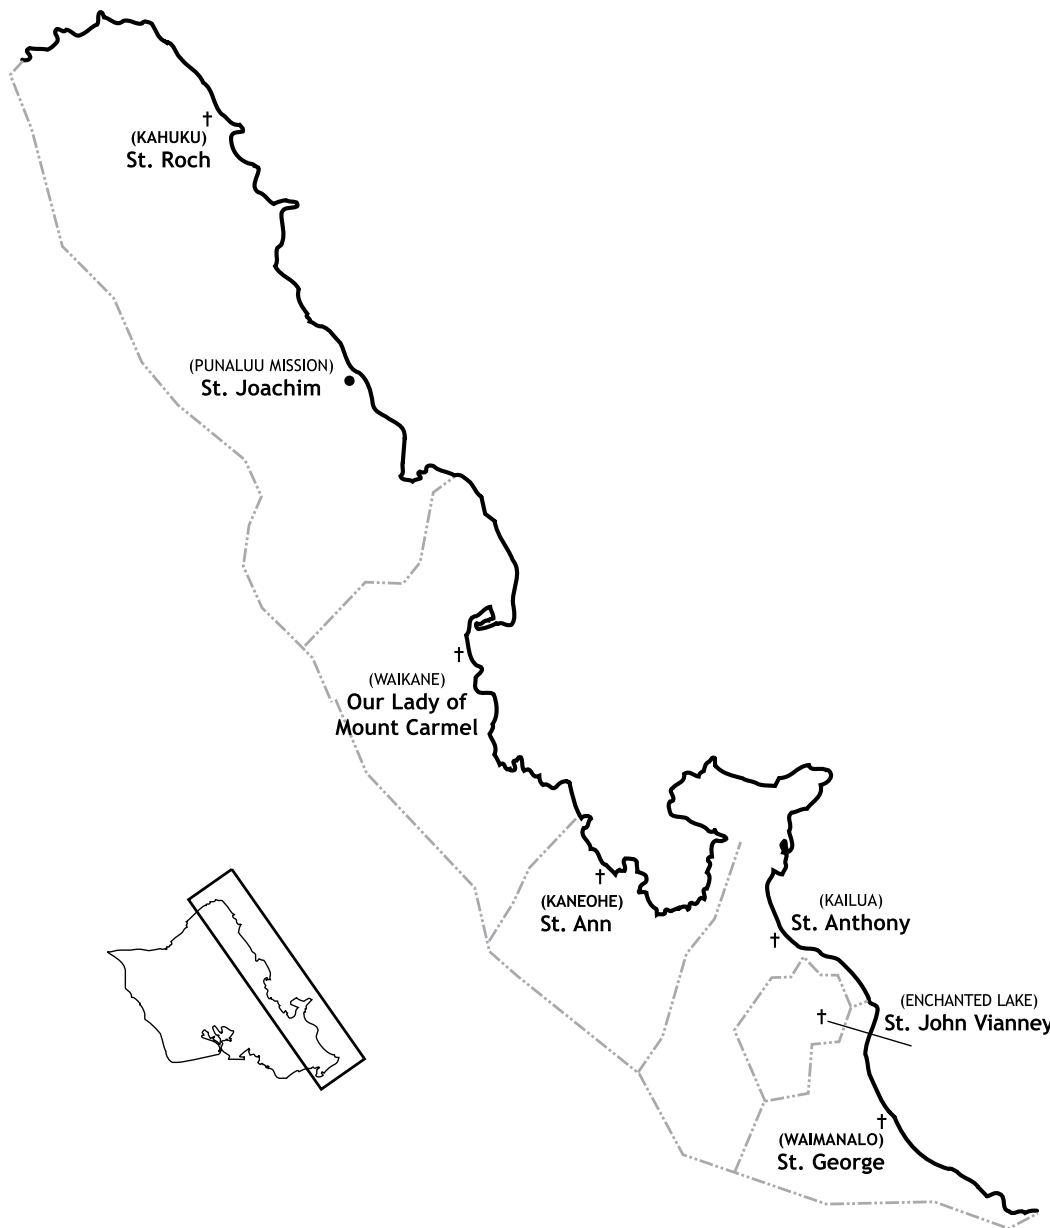 (KAHUKU)
St. Roch
(PUNALUU MISSION)
St. Joachim
(WAIKANE)
Our Lady of
Mount Carmel
(KANEOHE)
St. Ann
(KAILUA)
St. Anthony
(ENCHANTED LAKE)
St. John Vianney
(WAIMANALO)
St. George